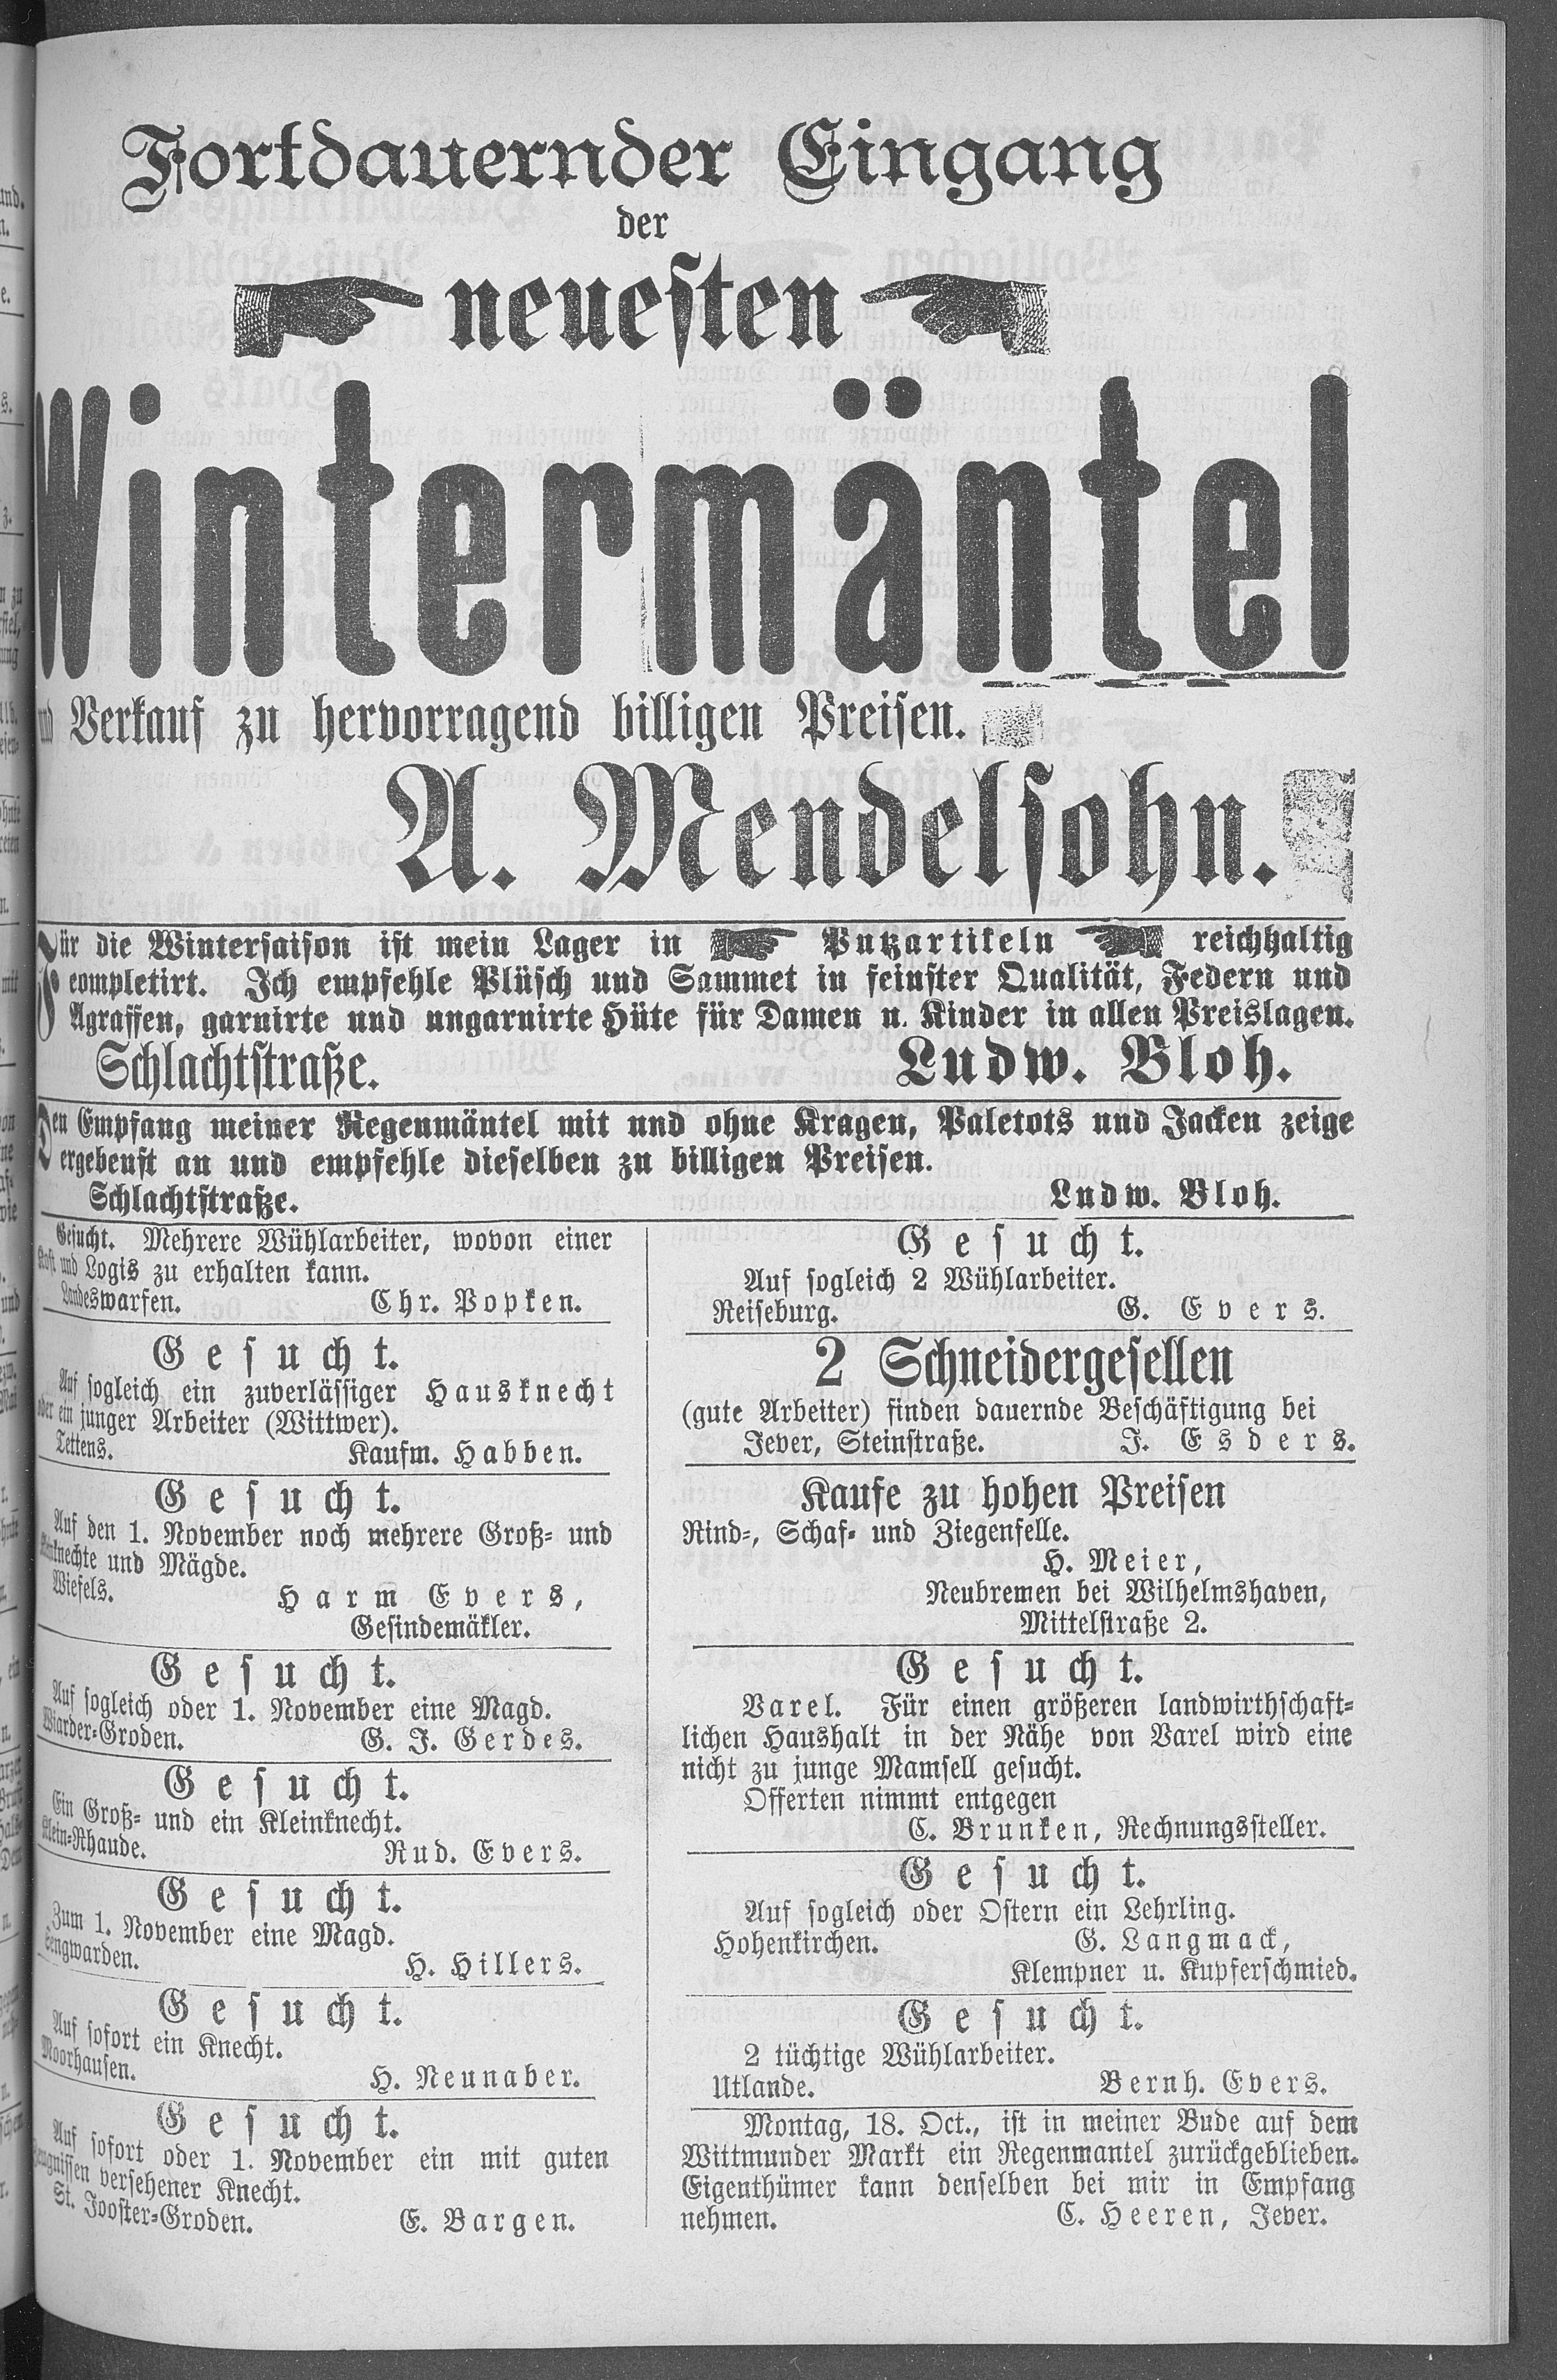 Fortdauernder Eingang
der
neuesten
Wintermäntel
und Verkauf zu hervorragend billigen Preisen.
A. Mendelsohn.
Für die Wintersaison ist mein Lager in Putzartikeln reichhaltig
completirt. Ich empfehle Plüsch und Sammet in feinster Qualität, Federn und
Agraffen, garnirte und ungarnirte Hüte für Damen u. Kinder in allen Preislagen.
Schlachtstraße. Ludw. Bloh.
Den Empfang meiner Regenmäntel mit und ohne Kragen, Paletots und Jacken zeige
ergebenst an und empfehle dieselben zu billigen Preisen.
Schlachtstraße. Ludw. Bloh.
Gesucht. Mehrere Wühlarbeiter, wovon einer
Kost und Logis zu erhalten kann.
Landeswarfen. Chr. Popken.
Gesucht.
Auf sogleich ein zuverlässiger Hausknecht
oder ein junger Arbeiter (Wittwer).
Tettens. Kaufm. Habben.
Gesucht.
Auf den 1. November noch mehrere Groß- und
Kleinknechte und Mägde.
Wiefels. Harm Evers,
Gesindemäkler.
Gesucht.
Auf sogleich oder 1. November eine Magd.
Wiarder-Groden. G. J. Gerdes.
Gesucht.
Ein Groß- und ein Kleinknecht.
Klein-Rhaude. Rud. Evers.
Gesucht.
Zum 1. November eine Magd.
Sengwarden. H. Hillers.
Gesucht.
Auf sofort ein Knecht.
Moorhausen. H. Neunaber.
Gesucht.
Auf sofort oder 1. November ein mit guten
Zeugnissen versehener Knecht.
St. Jooster-Groden. E. Bargen.
Gesucht.
Auf sogleich 2 Wühlarbeiter.
Reiseburg. G. Evers.
2 Schneidergesellen
(gute Arbeiter) finden dauernde Beschäftigung bei
Jever, Steinstraße. J. Esders.
Kaufe zu hohen Preisen
Rind-, Schaf- und Ziegenfelle.
H. Meier,
Neubremen bei Wilhelmshaven,
Mittelstraße 2.
Gesucht.
Varel. Für einen größeren landwirthschaft-
lichen Haushalt in der Nähe von Varel wird eine
nicht zu junge Mamsell gesucht.
Offerten nimmt entgegen
C. Brunken, Rechnungssteller.
Gesucht.
Auf sogleich oder Ostern ein Lehrling.
Hohenkirchen. G. Langmack,
Klempner u. Kupferschmied.
Gesucht.
2 tüchtige Wühlarbeiter.
Utlande. Bernh. Evers.
Montag, 18. Oct., ist in meiner Bude auf dem
Wittmunder Markt ein Regenmantel zurückgeblieben.
Eigenthümer kann denselben bei mir in Empfang
nehmen. C. Heeren, Jever.